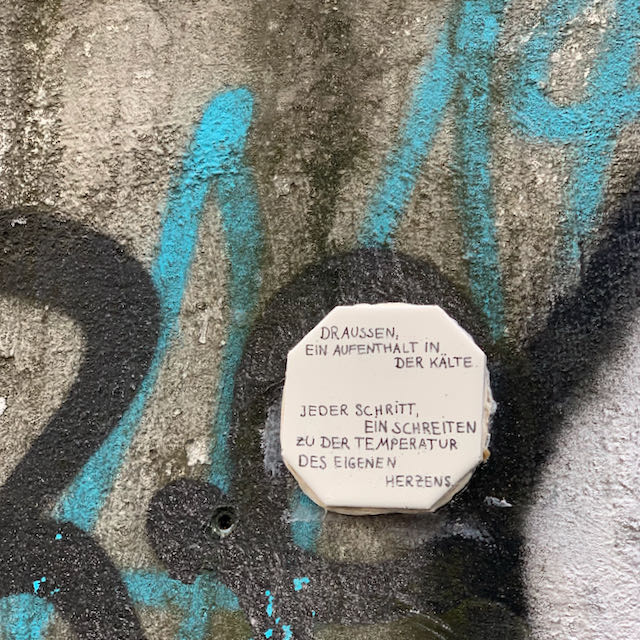 DRAUSSEN,
EIN AUFENTHALT IN
DER KÄLTE.
JEDER SCHRITT,
EIN SCHREITEN
ZU DER TEMPERATUR
DES EIGENEN
HERZENS.